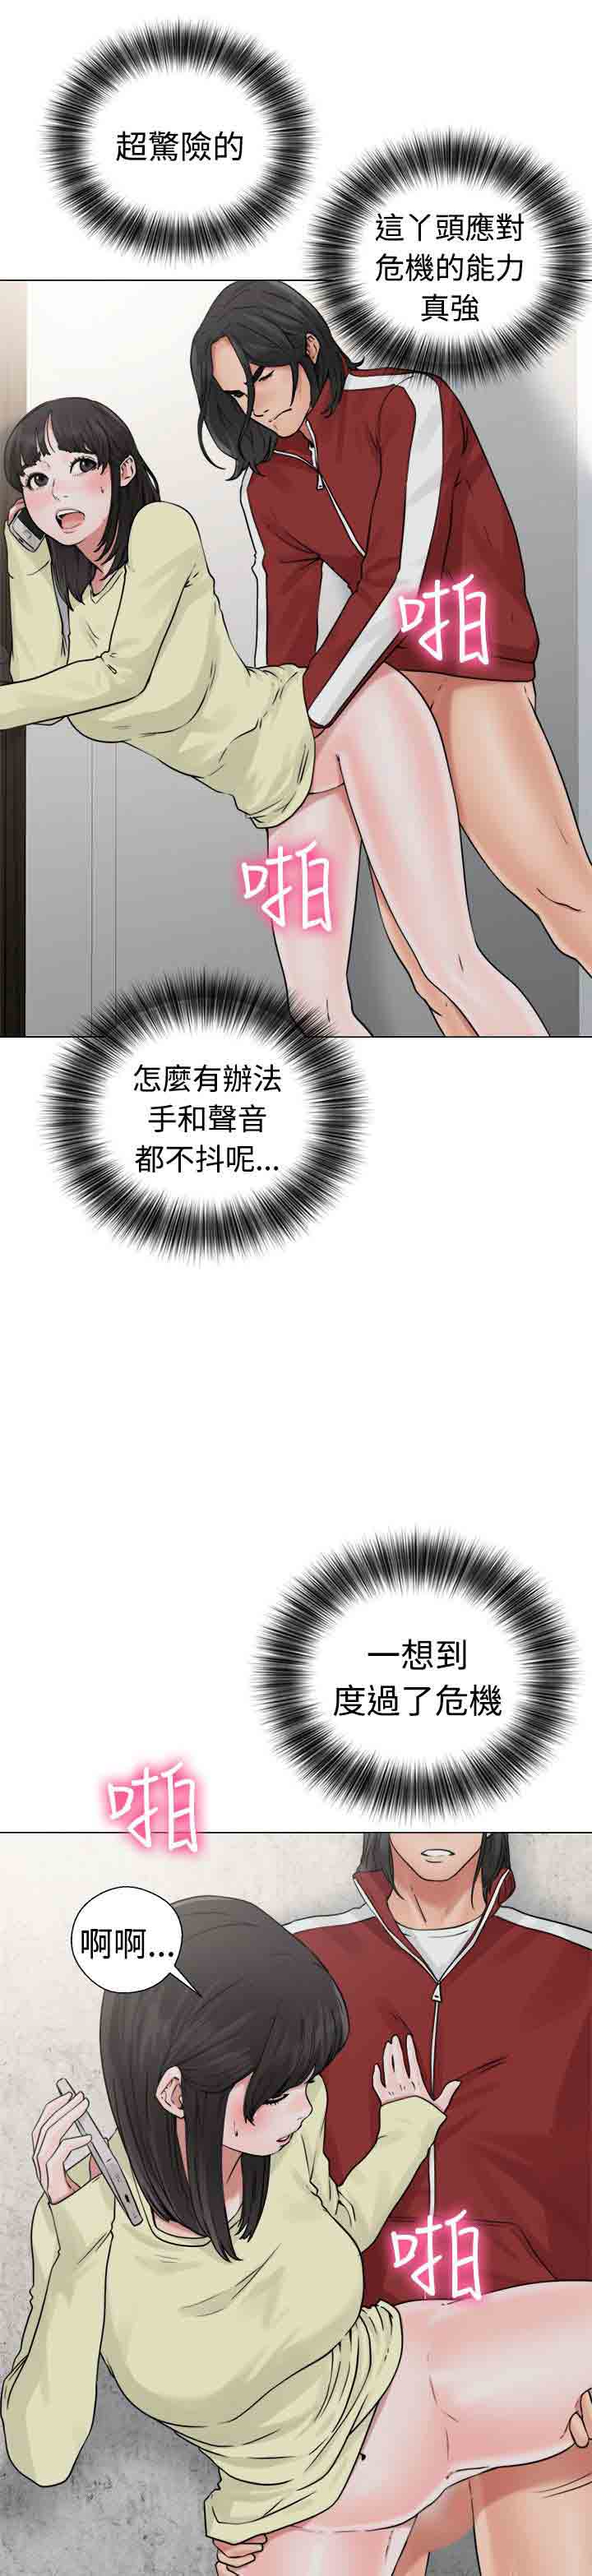 超驚險的
這丫頭應對
危機的能力
真強
啪
啪
怎麼有辦法
手和聲音
都不抖呢...
一想到
度過了危機
啪
啊啊...
啪